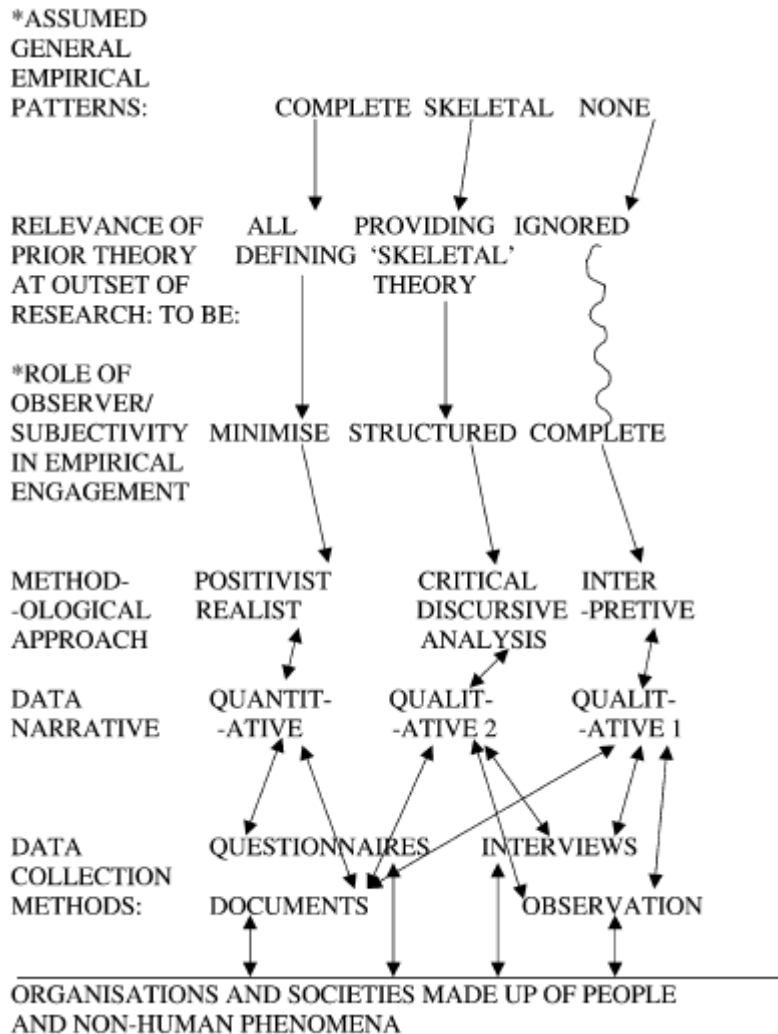 *ASSUMED
GENERAL
EMPIRICAL
PATTERNS: COMPLETE SKELETAL NONE
RELEVANCE OF ALL PROVIDING IGNORED
PRIOR THEORY DEFINING ‘SKELETAL’
AT OUTSET OF THEORY
RESEARCH: TO BE:
*ROLE OF
OBSERVER/
SUBJECTIVITY MINIMISE STRUCTURED COMPLETE
IN EMPIRICAL
ENGAGEMENT
METHOD- POSITIVIST CRITICAL INTER
-OLOGICAL REALIST DISCURSIVE -PRETIVE
APPROACH ANALYSIS
DATA QUANTIT- QUALIT- QUALIT-
NARRATIVE -ATIVE -ATIVE 2 -ATIVE 1
DATA QUESTIONNAIRES INTERVIEWS
COLLECTION
METHODS: DOCUMENTS OBSERVATION
ORGANISATIONS AND SOCIETIES MADE UP OF PEOPLE
AND NON-HUMAN PHENOMENA